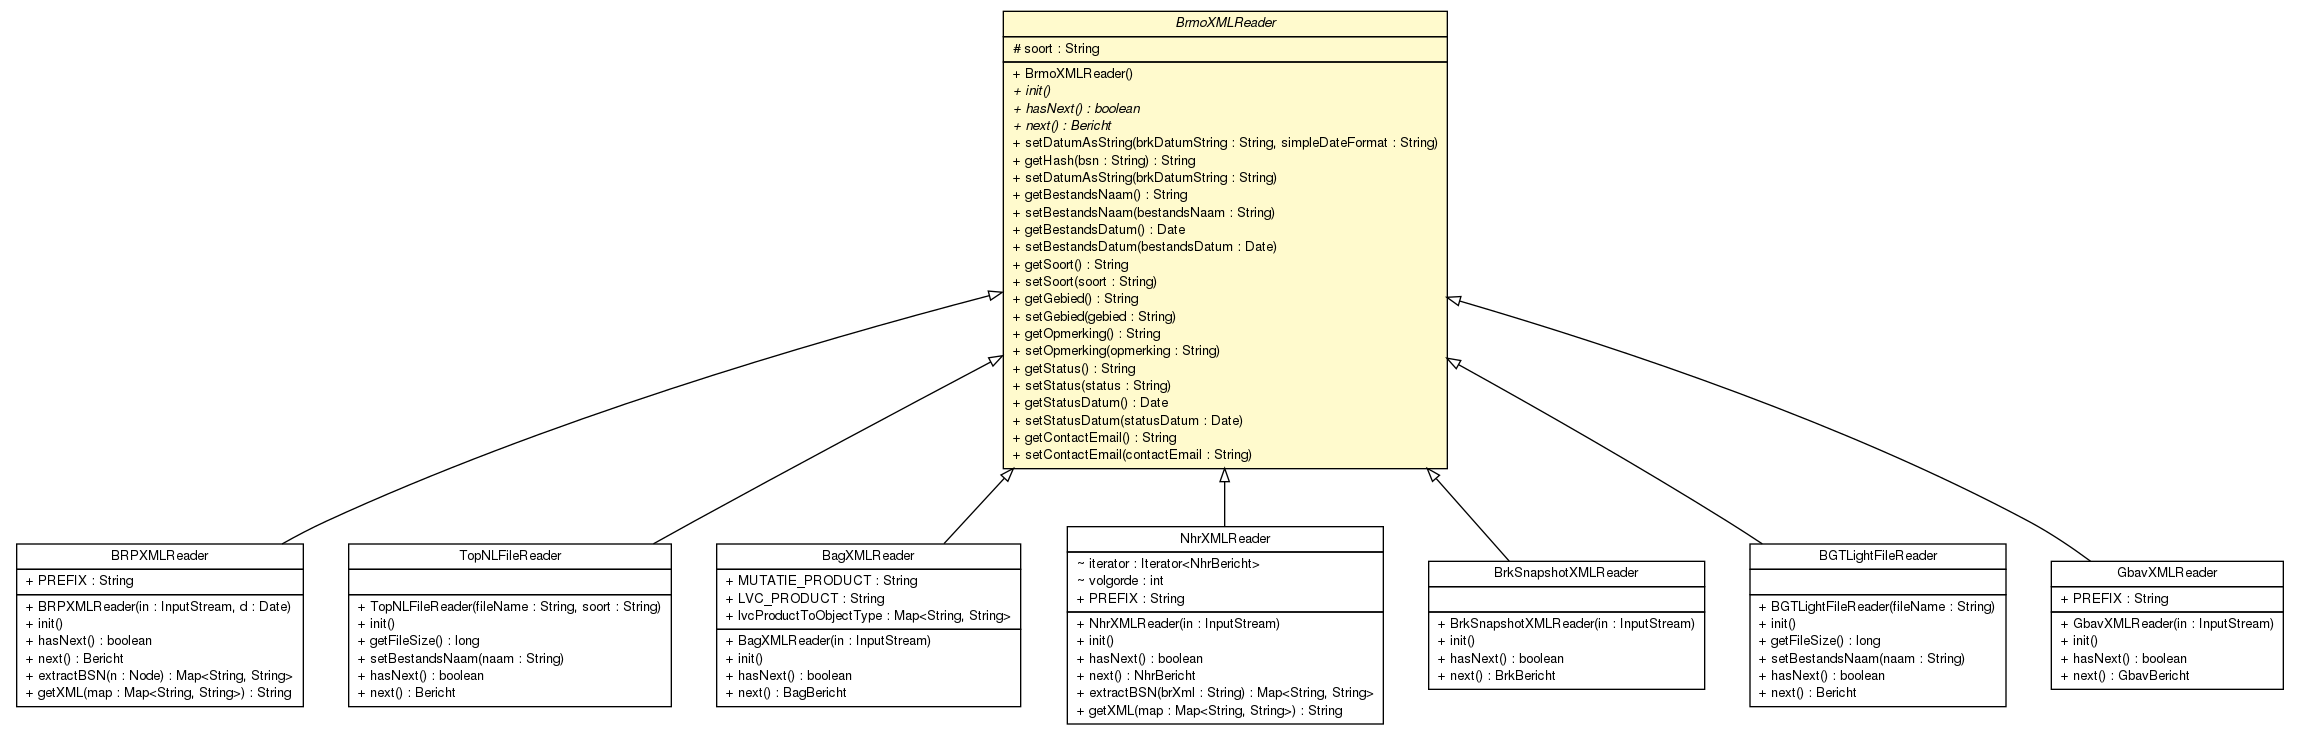 BrmoXMLReader
# soort : String
+ BrmoXMLReader()
+ init()
+ hasNext() : boolean
+ next() : Bericht
+ setDatumAsString(brkDatumString : String, simpleDateFormat : String)
+ getHash(bsn : String) : String
+ setDatumAsString(brkDatumString : String)
+ getBestandsNaam() : String
+ setBestandsNaam(bestandsNaam : String)
+ getBestandsDatum() : Date
+ setBestandsDatum(bestandsDatum : Date)
+ getSoort() : String
+ setSoort(soort : String)
+ getGebied() : String
+ setGebied(gebied : String)
+ getOpmerking() : String
+ setOpmerking(opmerking : String)
+ getStatus() : String
+ setStatus(status : String)
+ getStatusDatum() : Date
+ setStatusDatum(statusDatum : Date)
+ getContactEmail() : String
+ setContactEmail(contactEmail : String)
BRPXMLReader
+ PREFIX : String
+ BRPXMLReader(in : InputStream, d : Date)
+ init()
+ hasNext() : boolean
+ next() : Bericht
+ extractBSN(n : Node) : Map<String, String>
+ getXML(map : Map<String, String>) : String
TopNLFileReader
+ TopNLFileReader(fileName : String, soort : String)
+ init()
+ getFileSize() : long
+ setBestandsNaam(naam : String)
+ hasNext() : boolean
+ next() : Bericht
BagXMLReader
+ MUTATIE_PRODUCT : String
+ LVC_PRODUCT : String
+ lvcProductToObjectType : Map<String, String>
+ BagXMLReader(in : InputStream)
+ init()
+ hasNext() : boolean
+ next() : BagBericht
NhrXMLReader
~ iterator : Iterator<NhrBericht>
~ volgorde : int
+ PREFIX : String
+ NhrXMLReader(in : InputStream)
+ init()
+ hasNext() : boolean
+ next() : NhrBericht
+ extractBSN(brXml : String) : Map<String, String>
+ getXML(map : Map<String, String>) : String
BrkSnapshotXMLReader
+ BrkSnapshotXMLReader(in : InputStream)
+ init()
+ hasNext() : boolean
+ next() : BrkBericht
BGTLightFileReader
+ BGTLightFileReader(fileName : String)
+ init()
+ getFileSize() : long
+ setBestandsNaam(naam : String)
+ hasNext() : boolean
+ next() : Bericht
GbavXMLReader
+ PREFIX : String
+ GbavXMLReader(in : InputStream)
+ init()
+ hasNext() : boolean
+ next() : GbavBericht